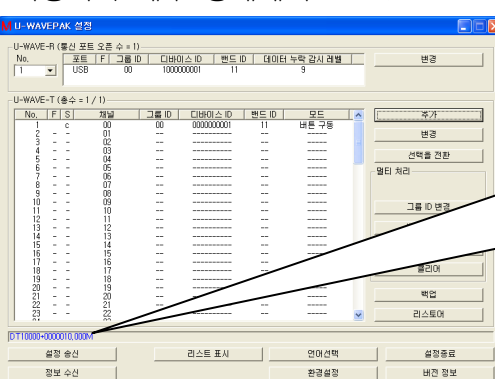 U-WAVEPAK 설정
U-WAVE-R (통신 포트 오픈 수 = 1)
No. 포트 F 그룹 ID 디바이스 ID 밴드 ID 데이터 누락 감시 레벨
1 USB 00 1000000001 11 9
변경
U-WAVE-T (총수 = 1 / 1)
No. F S 채널 그룹 ID 디바이스 ID 밴드 ID 모드
1 c 00 00 0000000001 11 버튼 구동
2 - - 01 -- ---------- -- -----
3 - - 02 -- ---------- -- -----
4 - - 03 -- ---------- -- -----
5 - - 04 -- ---------- -- -----
6 - - 05 -- ---------- -- -----
7 - - 06 -- ---------- -- -----
8 - - 07 -- ---------- -- -----
9 - - 08 -- ---------- -- -----
10 - - 09 -- ---------- -- -----
11 - - 10 -- ---------- -- -----
12 - - 11 -- ---------- -- -----
13 - - 12 -- ---------- -- -----
14 - - 13 -- ---------- -- -----
15 - - 14 -- ---------- -- -----
16 - - 15 -- ---------- -- -----
17 - - 16 -- ---------- -- -----
18 - - 17 -- ---------- -- -----
19 - - 18 -- ---------- -- -----
20 - - 19 -- ---------- -- -----
21 - - 20 -- ---------- -- -----
22 - - 21 -- ---------- -- -----
23 - - 22 -- ---------- -- -----
추가
변경
선택을 전환
멀티 처리
그룹 ID 변경
클리어
백업
리스토어
DT10000+0000010,000M
설정 송신 리스트 표시 언어선택 설정종료
정보 수신 환경설정 버전 정보